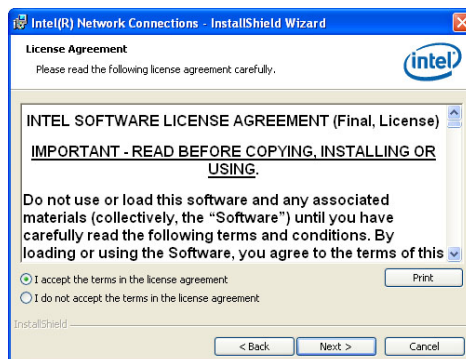 Intel(R) Network Connections - InstallShield Wizard
License Agreement
Please read the following license agreement carefully.
intel
INTEL SOFTWARE LICENSE AGREEMENT (Final, License)
IMPORTANT - READ BEFORE COPYING, INSTALLING OR
USING.
Do not use or load this software and any associated
materials (collectively, the “Software”) until you have
carefully read the following terms and conditions. By
loading or using the Software, you agree to the terms of this
I accept the terms in the license agreement
Print
I do not accept the terms in the license agreement
InstallShield
< Back
Next >
Cancel